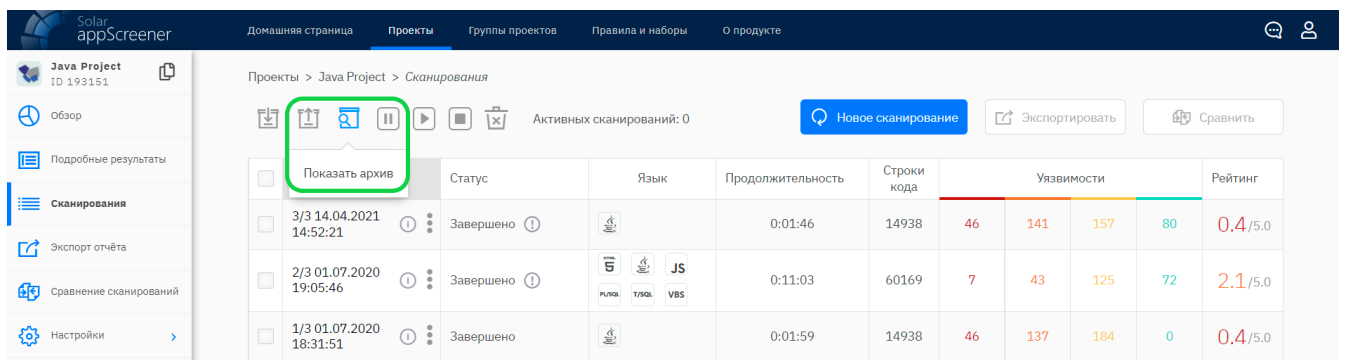 Solar
appScreener
Домашняя страница Проекты Группы проектов Правила и наборы О продукте
Java Project
ID 193151
Проекты > Java Project > Сканирования
Обзор
Активных сканирований: 0
Новое сканирование
Экспортировать
Сравнить
Подробные результаты
Показать архив
Статус Язык Продолжительность Строки кода Уязвимости Рейтинг
Сканирования
3/3 14.04.2021
14:52:21
Завершено 0:01:46 14938 46 141 157 80 0.4/5.0
Экспорт отчёта
2/3 01.07.2020
19:05:46
Завершено
HTML 5 JS
PL/SQL T/SQL VBS
0:11:03 60169 7 43 125 72 2.1/5.0
Сравнение сканирований
Настройки
1/3 01.07.2020
18:31:51
Завершено 0:01:59 14938 46 137 184 0 0.4/5.0